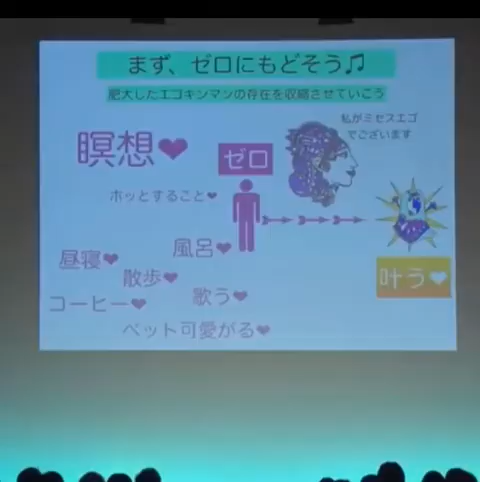 まず、ゼロにもどそう♫
肥大したエゴキンマンの存在を収縮させていこう
私がミセスエゴ
でございます
瞑想❤
ゼロ
ホッとすること❤
風呂❤
昼寝❤
散歩❤
叶う❤
コーヒー❤
歌う❤
ペット可愛がる❤